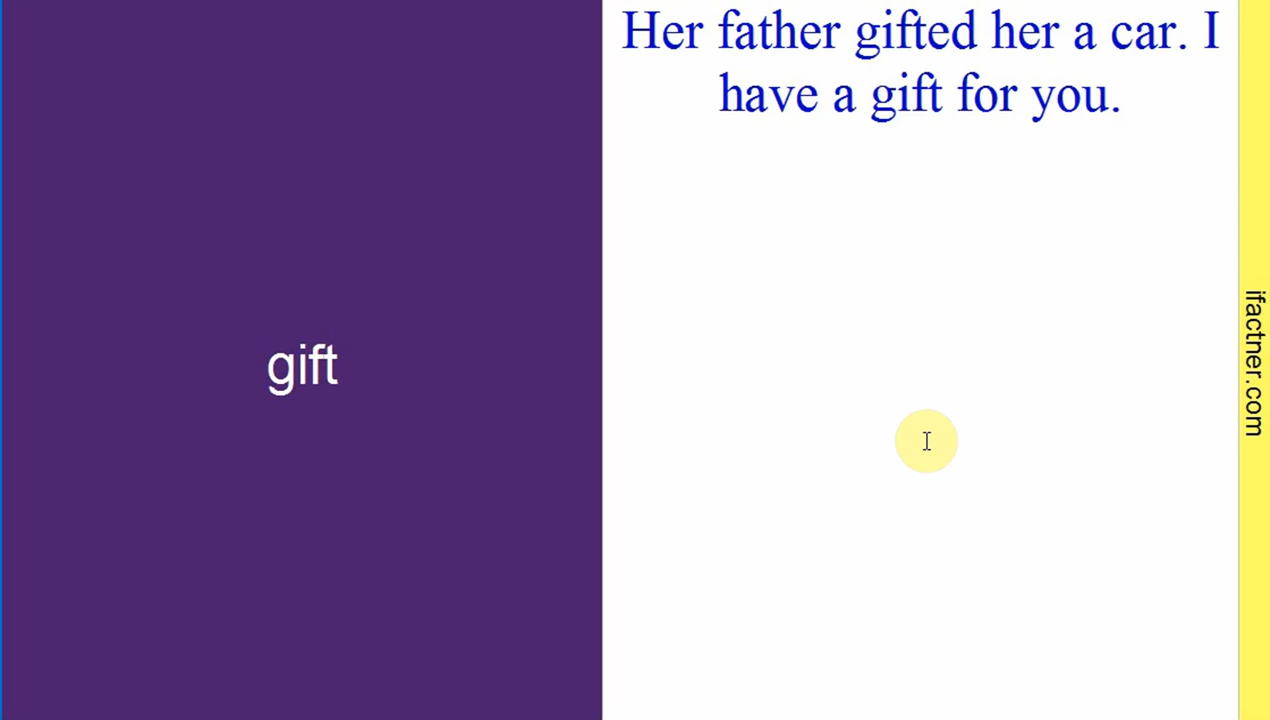 gift
Her father gifted her a car. I
have a gift for you.
ifactner.com